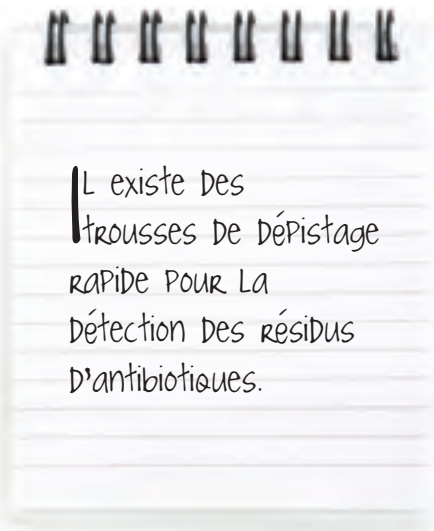 Il existe des
trousses de dépistage
rapide pour la
détection des résidus
d'antibiotiques.